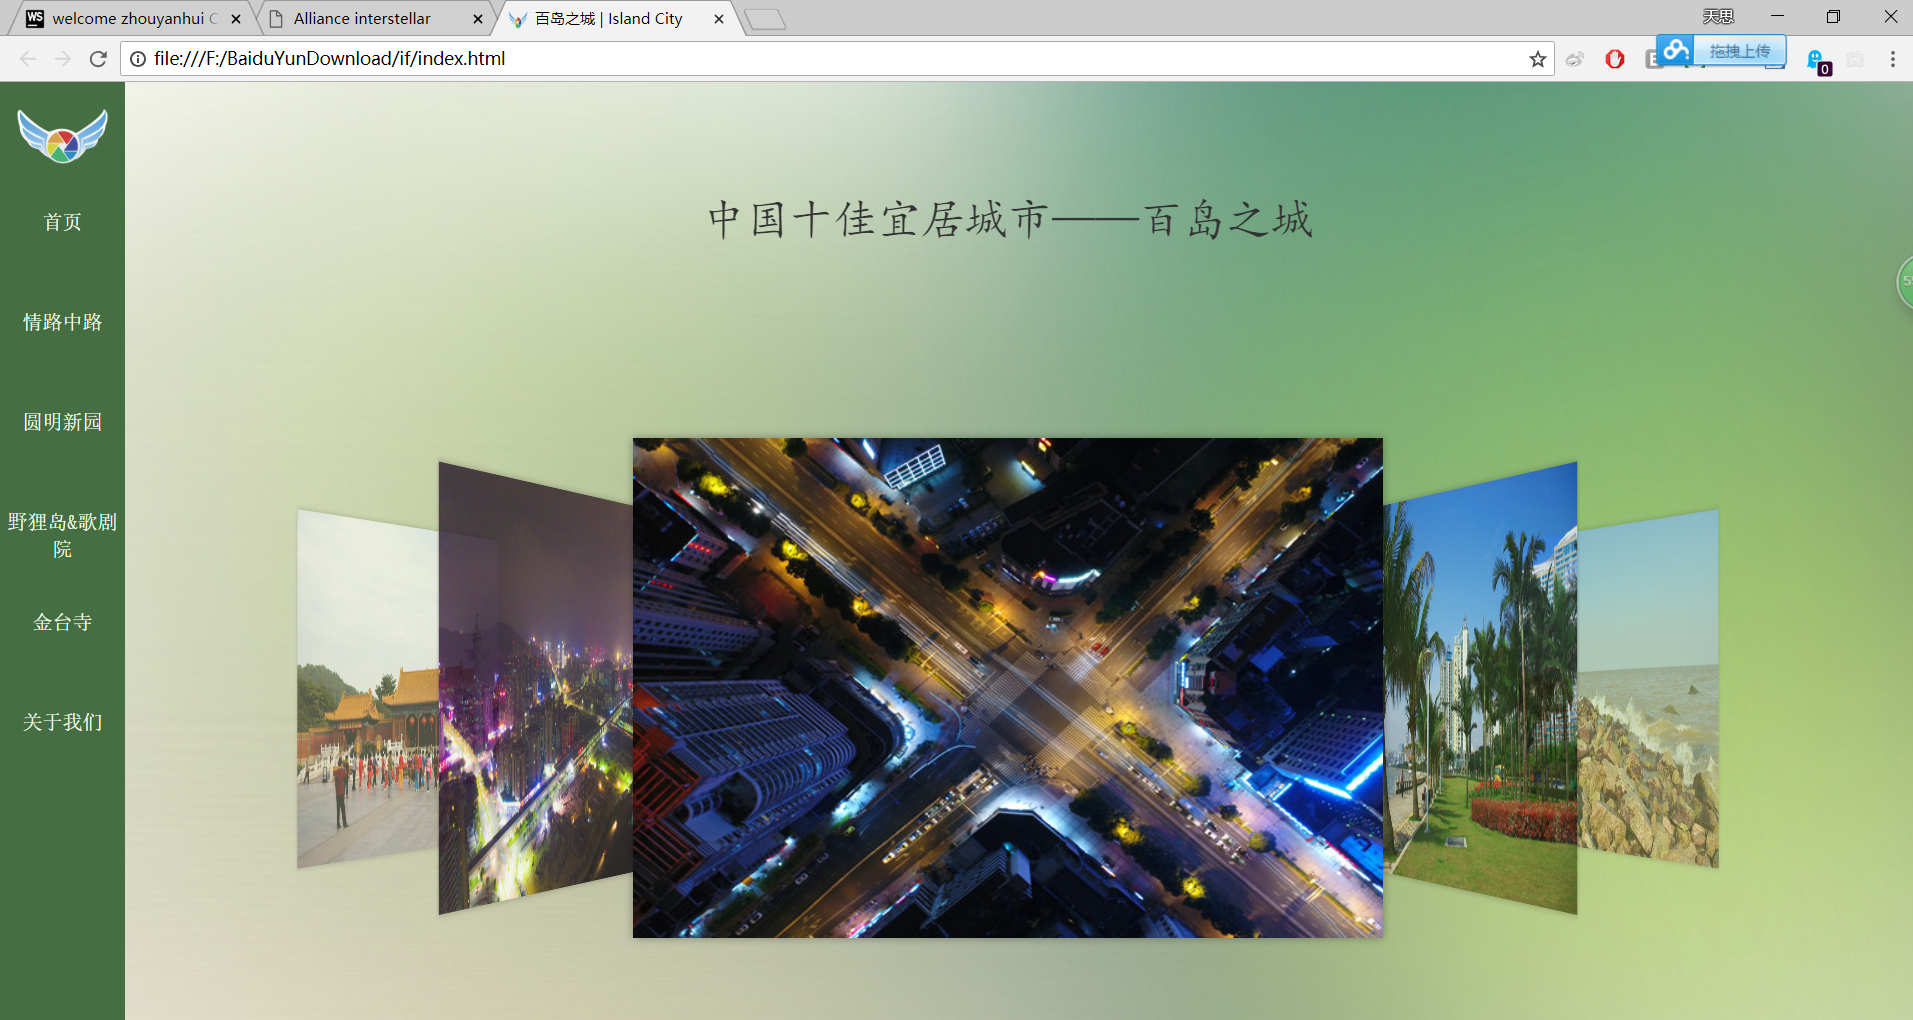 welcome zhouyanhui
Alliance interstellar
百岛之城 | Island City
天思
file:///F:/BaiduYunDownload/if/index.html
拖拽上传
0
首页
情路中路
圆明新园
野狸岛&歌剧
院
金台寺
关于我们
中国十佳宜居城市——百岛之城